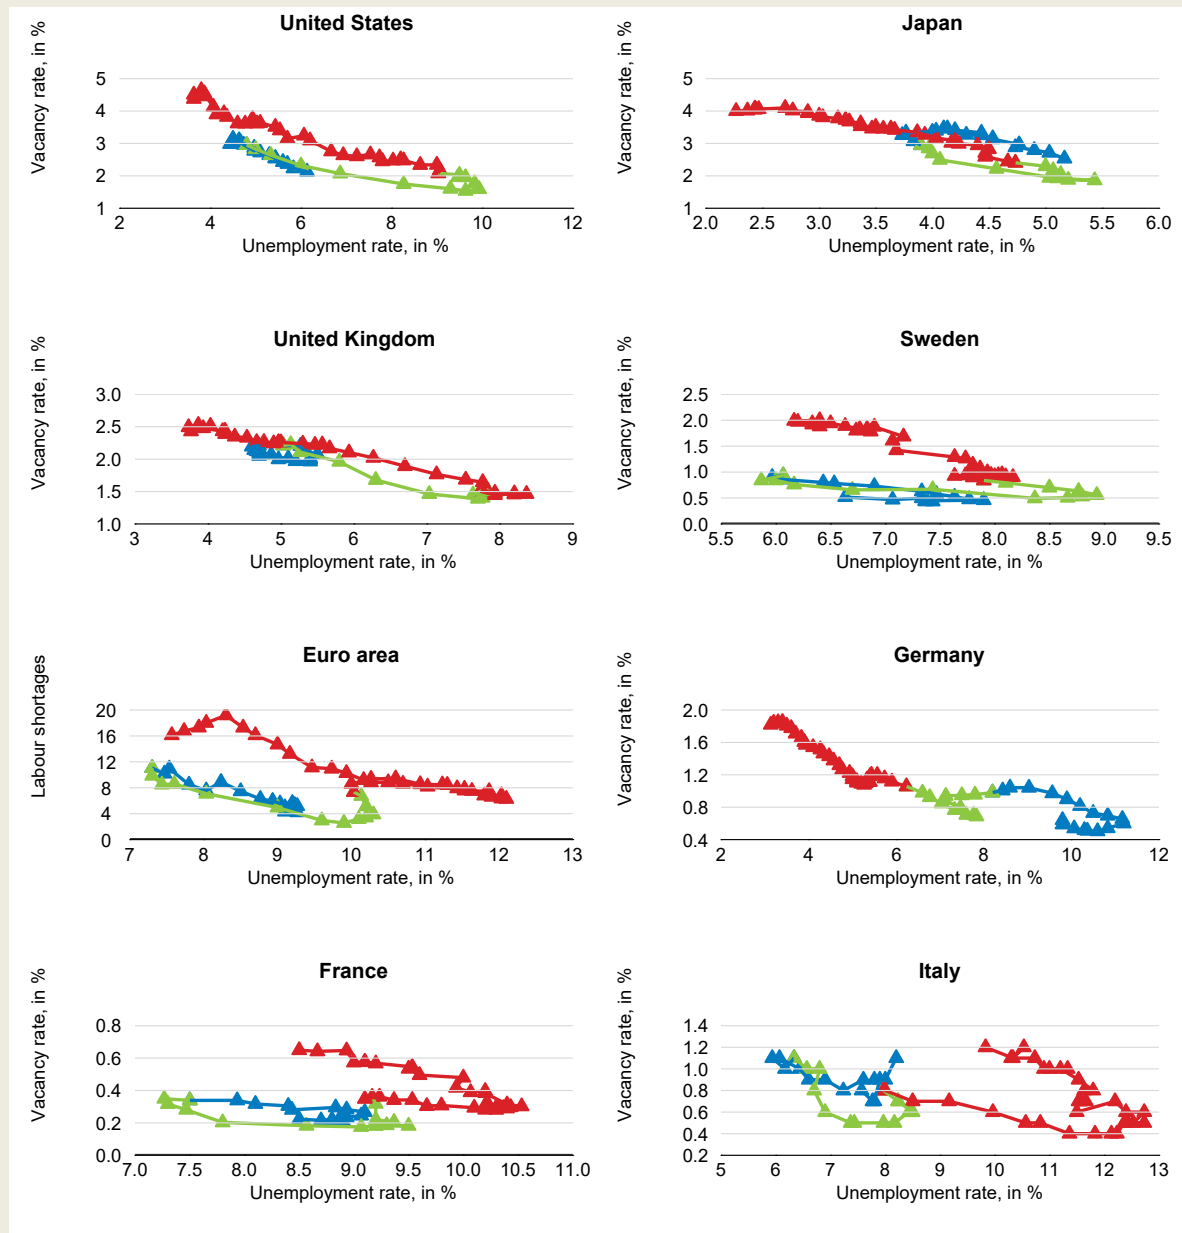 United States
Vacancy rate, in %
5
4
3
2
1
2 4 6 8 10 12
Unemployment rate, in %
Japan
Vacancy rate, in %
5
4
3
2
1
2.0 2.5 3.0 3.5 4.0 4.5 5.0 5.5 6.0
Unemployment rate, in %
United Kingdom
Vacancy rate, in %
3.0
2.5
2.0
1.5
1.0
3 4 5 6 7 8 9
Unemployment rate, in %
Sweden
Vacancy rate, in %
2.5
2.0
1.5
1.0
0.5
0.0
5.5 6.0 6.5 7.0 7.5 8.0 8.5 9.0 9.5
Unemployment rate, in %
Euro area
Labour shortages
20
16
12
8
4
0
7 8 9 10 11 12 13
Unemployment rate, in %
Germany
Vacancy rate, in %
2.0
1.6
1.2
0.8
0.4
2 4 6 8 10 12
Unemployment rate, in %
France
Vacancy rate, in %
0.8
0.6
0.4
0.2
0.0
7.0 7.5 8.0 8.5 9.0 9.5 10.0 10.5 11.0
Unemployment rate, in %
Italy
Vacancy rate, in %
1.4
1.2
1.0
0.8
0.6
0.4
0.2
5 6 7 8 9 10 11 12 13
Unemployment rate, in %